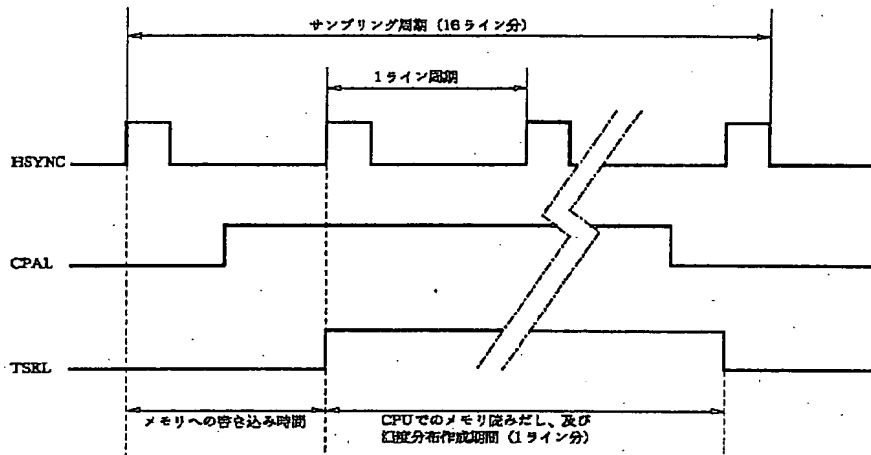 サンプリング周期（16ライン分）
1ライン周期
HSYNC
CPAL
TSEL
メモリへの書き込み時間
CPUでのメモリ読みだし、及び
濃度分布作成期間（1ライン分）